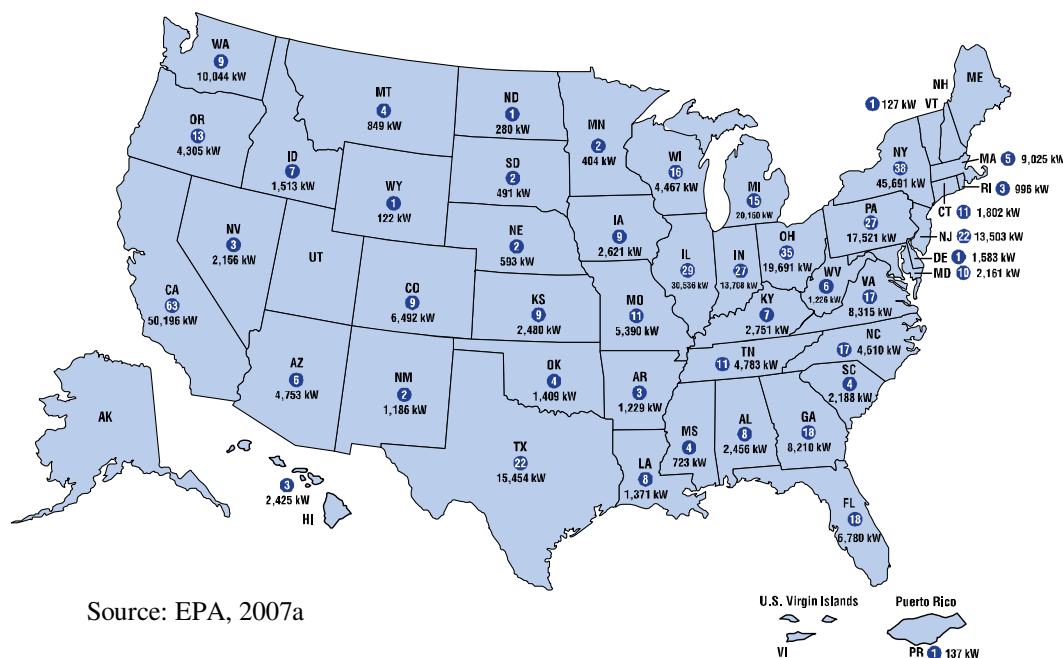 WA
9
10,044 kW
OR
13
4,305 kW
ID
7
1,513 kW
MT
4
849 kW
ND
1
280 kW
SD
2
491 kW
WY
1
122 kW
NE
2
593 kW
MN
2
404 kW
WI
16
4,467 kW
MI
15
20,160 kW
IA
9
2,621 kW
NV
3
2,156 kW
UT
CA
63
50,196 kW
CO
9
6,492 kW
KS
9
2,480 kW
MO
11
5,390 kW
IL
29
30,536 kW
IN
27
13,708 kW
OH
35
19,691 kW
KY
7
2,751 kW
WV
6
1,226 kW
VA
17
8,315 kW
PA
27
17,521 kW
NY
38
45,691 kW
1 127 kW
VT
NH
ME
MA 5 9,025 kW
RI 3 996 kW
CT 11 1,802 kW
NJ 22 13,503 kW
DE 1 1,583 kW
MD 10 2,161 kW
NC
17 4,510 kW
TN
11 4,783 kW
SC
4
2,188 kW
AZ
6
4,753 kW
NM
2
1,186 kW
OK
4
1,409 kW
AR
3
1,229 kW
TX
22
15,454 kW
LA
8
1,371 kW
MS
4
723 kW
AL
8
2,456 kW
GA
18
8,210 kW
FL
18
kW
AK
3
2,425 kW
HI
Source: EPA, 2007a
U.S. Virgin Islands
VI
Puerto Rico
PR 1 137 kW